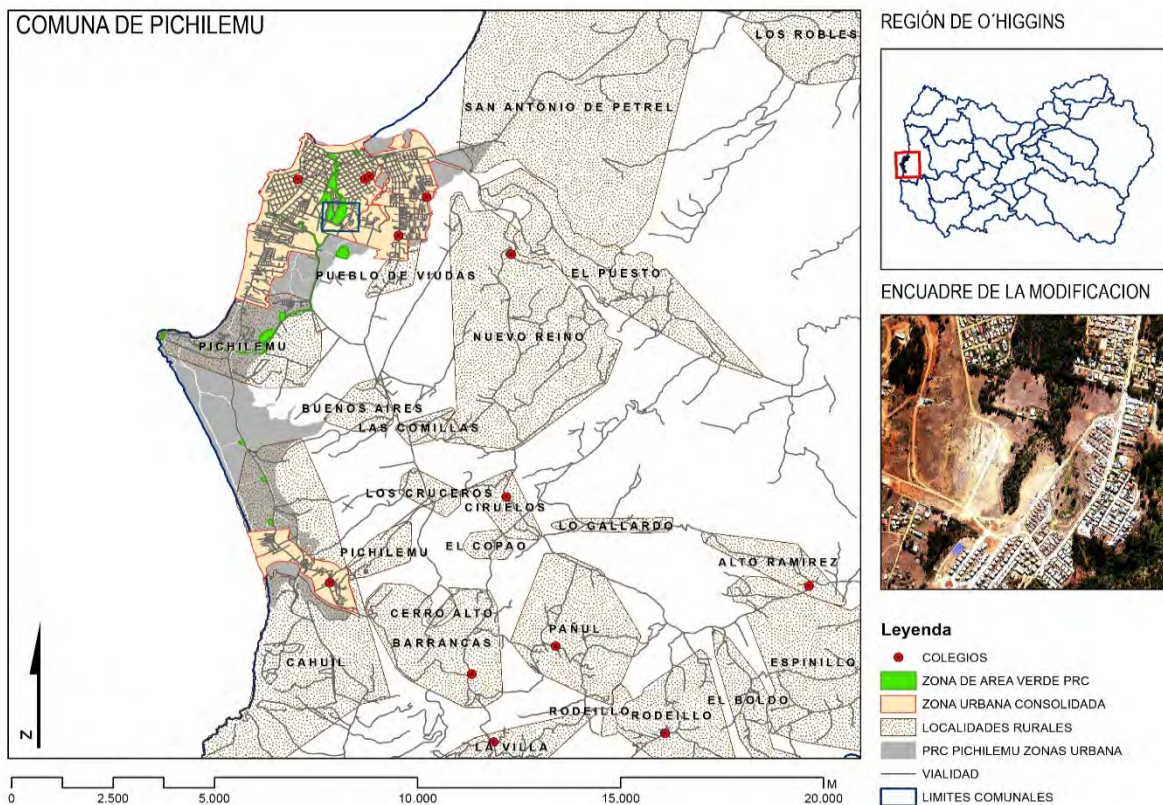 COMUNA DE PICHILEMU
LOS ROBLES
SAN ANTONIO DE PETREL
PUEBLO DE VIUDAS
EL PUESTO
NUEVO REINO
PICHILEMU
BUENOS AIRES
LAS COMILLAS
LOS CRUCEROS
CIRUELOS
LO GALLARDO
EL COPAO
PICHILEMU
ALTO RAMIREZ
CERRO ALTO
BARRANCAS
PAÑUL
CAHUIL
ESPINILLO
EL BOLDO
RODEILLO
RODEILLO
LA VILLA
N
0
2.500
5.000
10.000
15.000
20.000
M
REGIÓN DE O´HIGGINS
ENCUADRE DE LA MODIFICACION
Leyenda
COLEGIOS
ZONA DE AREA VERDE PRC
ZONA URBANA CONSOLIDADA
LOCALIDADES RURALES
PRC PICHILEMU ZONAS URBANA
VIALIDAD
LIMITES COMUNALES